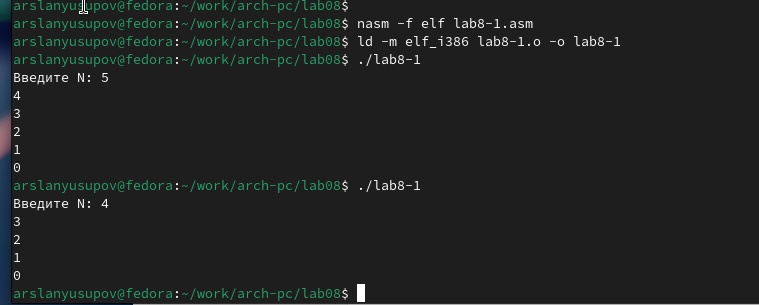 arslanyusupov@fedora:~/work/arch-pc/lab08$
arslanyusupov@fedora:~/work/arch-pc/lab08$ nasm -f elf lab8-1.asm
arslanyusupov@fedora:~/work/arch-pc/lab08$ ld -m elf_i386 lab8-1.o -o lab8-1
arslanyusupov@fedora:~/work/arch-pc/lab08$ ./lab8-1
Введите N: 5
4
3
2
1
0
arslanyusupov@fedora:~/work/arch-pc/lab08$ ./lab8-1
Введите N: 4
3
2
1
0
arslanyusupov@fedora:~/work/arch-pc/lab08$